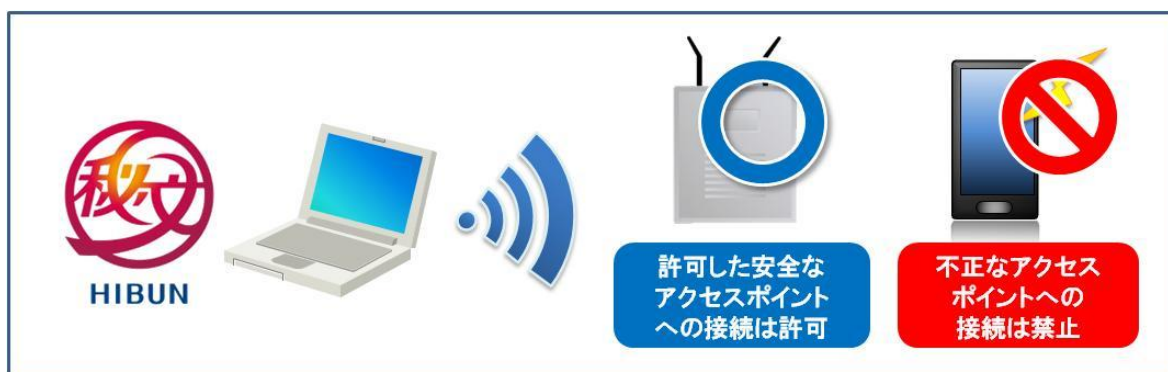 秘文
HIBUN
許可した安全な
アクセスポイント
への接続は許可
不正なアクセス
ポイントへの
接続は禁止